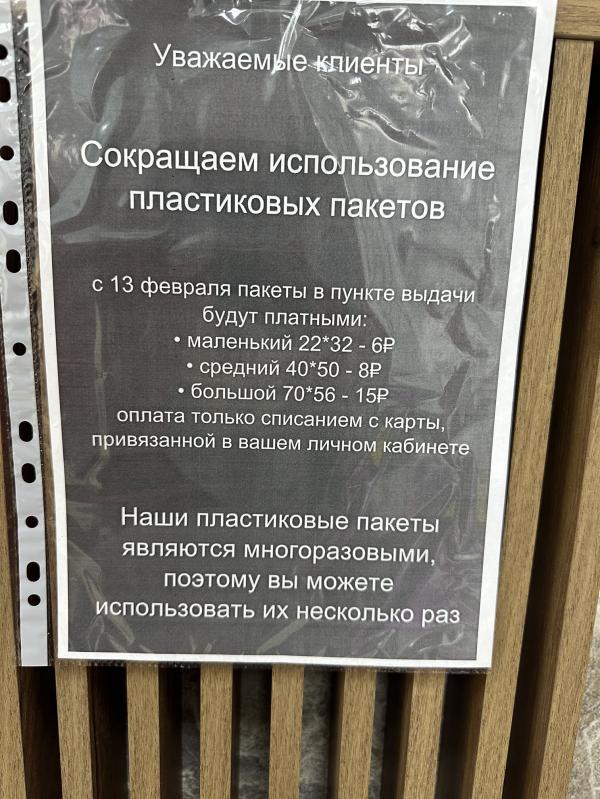 Уважаемые клиенты
Сокращаем использование
пластиковых пакетов
с 13 февраля пакеты в пункте выдачи
будут платными:
• маленький 22*32 - 6₽
• средний 40*50 - 8₽
• большой 70*56 - 15₽
оплата только списанием с карты,
привязанной в вашем личном кабинете
Наши пластиковые пакеты
являются многоразовыми,
поэтому вы можете
использовать их несколько раз